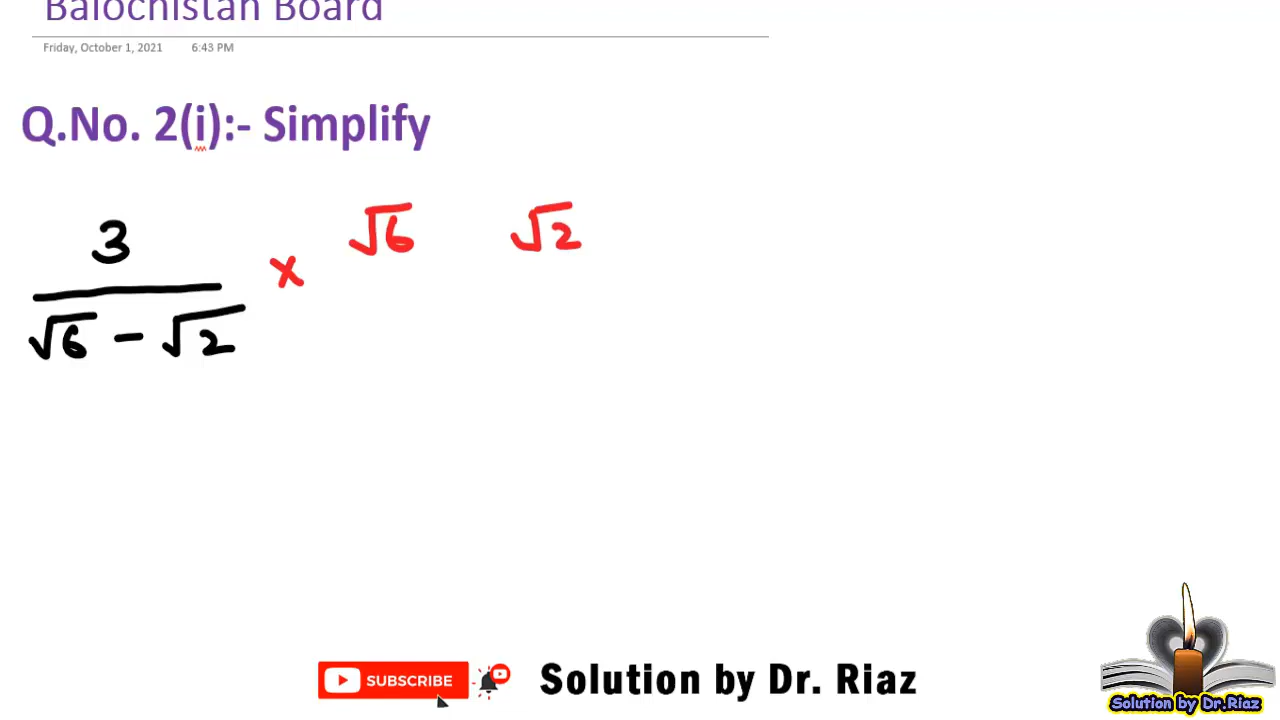 Balochistan Board
Friday, October 1, 2021 6:43 PM
Q.No. 2(i):- Simplify
3 × √6 √2
√6 - √2
SUBSCRIBE Solution by Dr. Riaz
Solution by Dr.Riaz